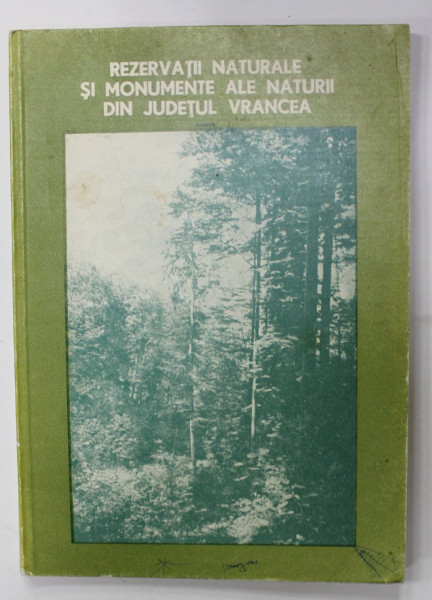 REZERVAȚII NATURALE
ȘI MONUMENTE ALE NATURII
DIN JUDEȚUL VRANCEA